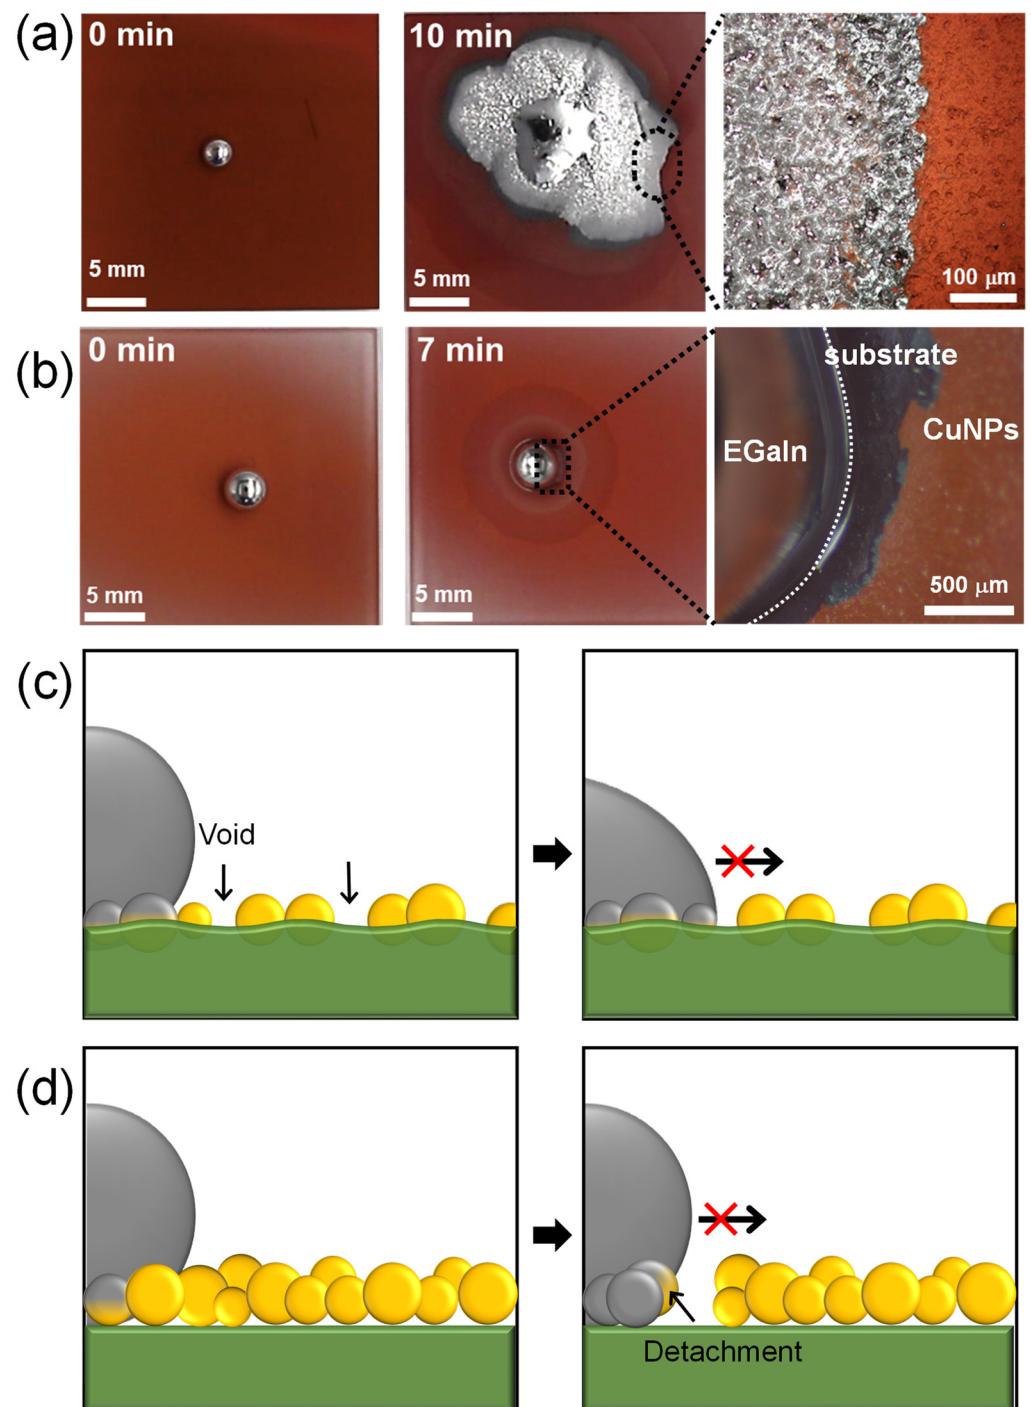 (a)
0 min
5 mm
10 min
5 mm
100 μm
(b)
0 min
5 mm
7 min
5 mm
substrate
CuNPs
EGaIn
500 μm
(c)
Void
(d)
Detachment